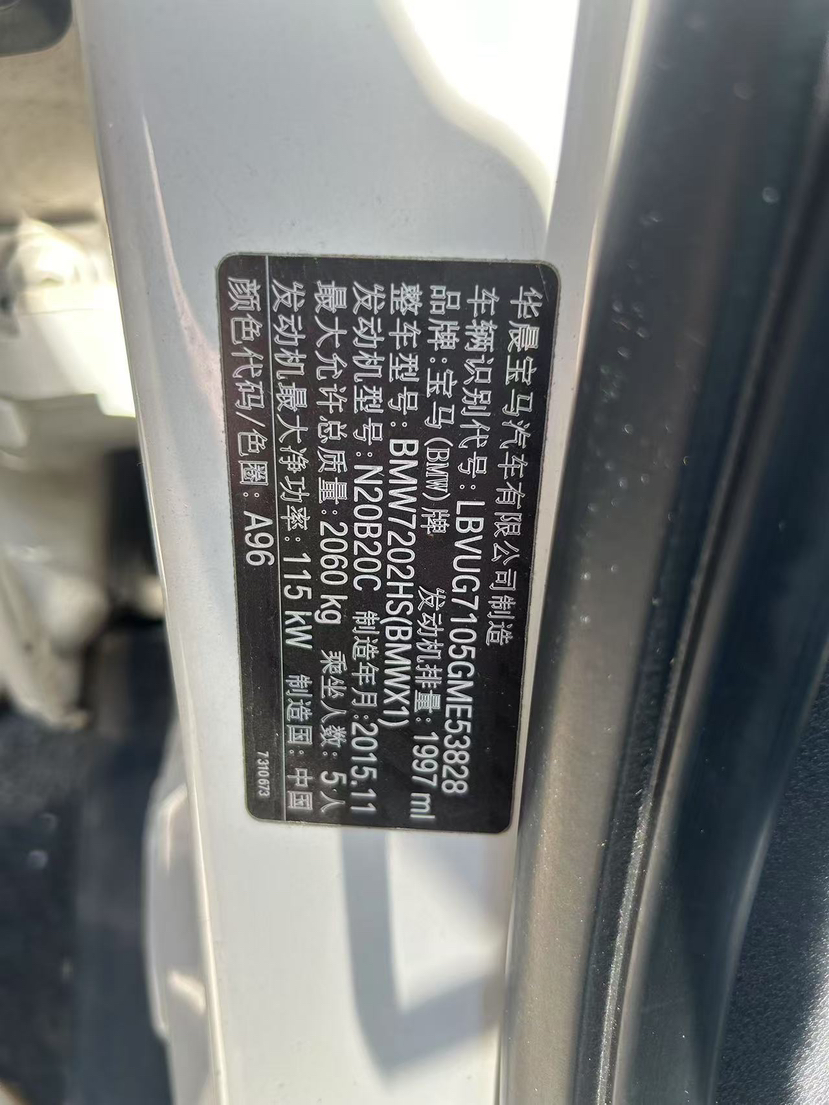 华晨宝马汽车有限公司制造
车辆识别代号:LBVUG7105GME53828
品牌:宝马(BMW)牌 发动机排量:1997 ml
整车型号:BMW7202HS(BMWX1)
发动机型号:N20B20C 制造年月:2015.11
最大允许总质量:2060 kg 乘坐人数:5人
发动机最大净功率:115 kW 制造国:中国
颜色代码/色圈:A96
7310673